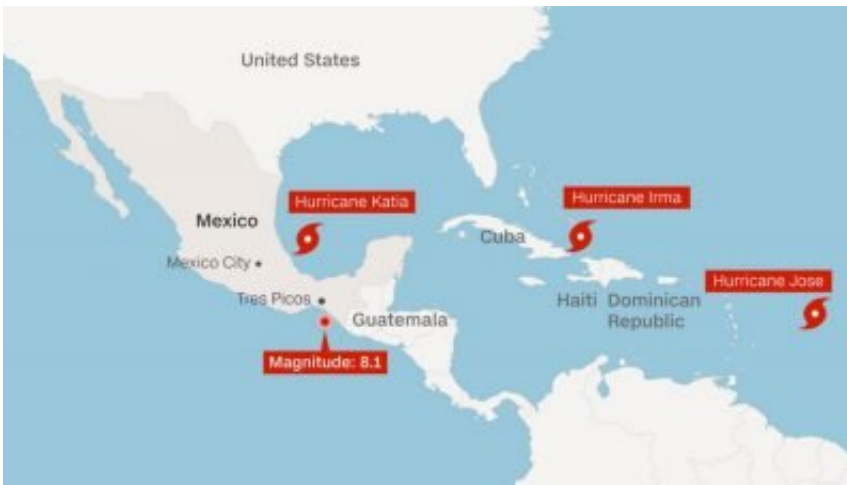 United States
Hurricane Katia
Hurricane Irma
Mexico
Cuba
Mexico City
Hurricane Jose
Tres Picos
Haiti Dominican
Republic
Guatemala
Magnitude: 8.1